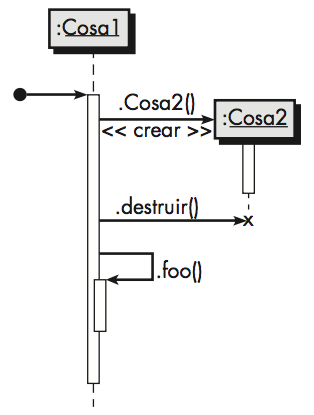 :Cosa1
.Cosa2()
<< crear >>
:Cosa2
.destruir()
x
.foo()